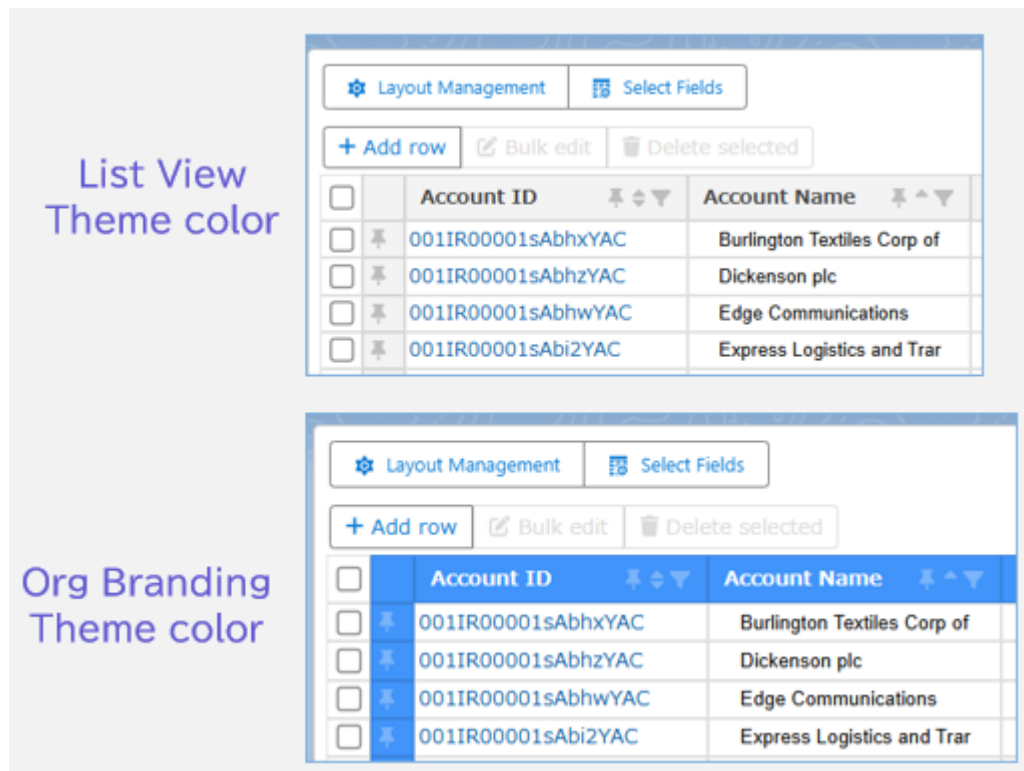 List View
Theme color
Layout Management Select Fields
+ Add row Bulk edit Delete selected
Account ID Account Name
001IR00001sAbhxYAC Burlington Textiles Corp of
001IR00001sAbhzYAC Dickenson plc
001IR00001sAbhwYAC Edge Communications
001IR00001sAbi2YAC Express Logistics and Trar
Org Branding
Theme color
Layout Management Select Fields
+ Add row Bulk edit Delete selected
Account ID Account Name
001IR00001sAbhxYAC Burlington Textiles Corp of
001IR00001sAbhzYAC Dickenson plc
001IR00001sAbhwYAC Edge Communications
001IR00001sAbi2YAC Express Logistics and Trar